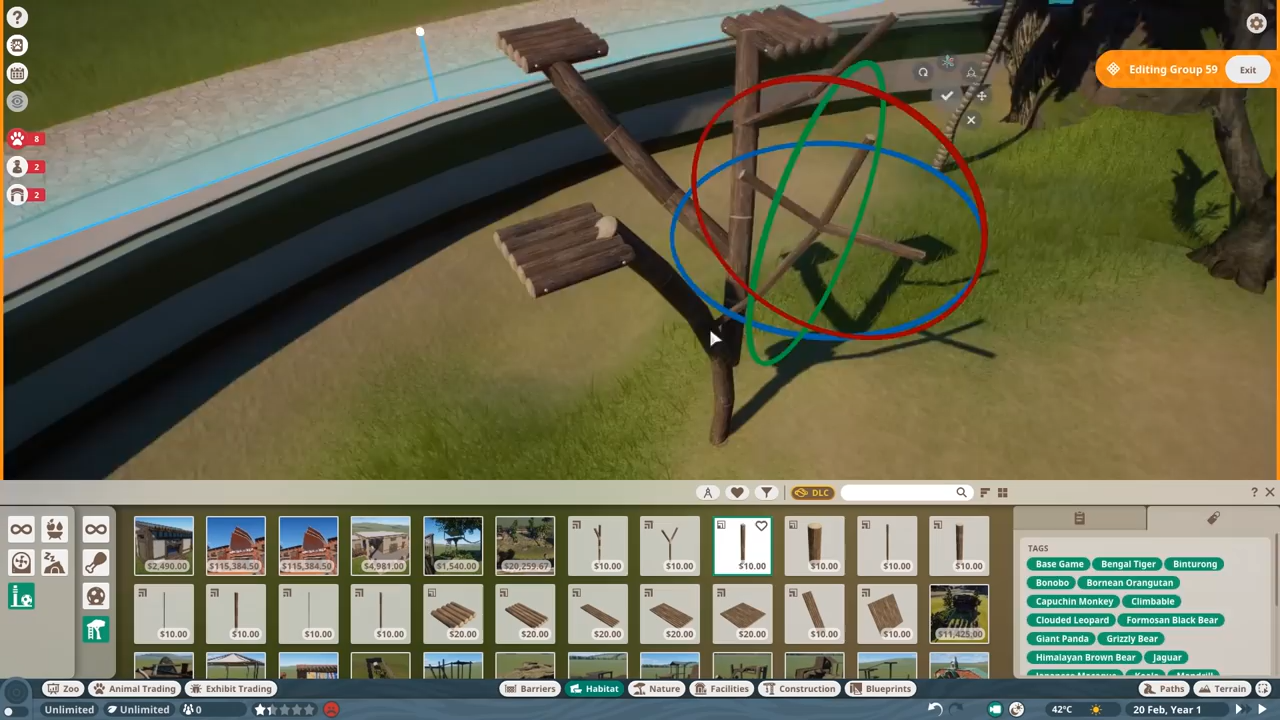 ?
Editing Group 59
Exit
8
2
2
DLC
?
$2,490.00
$115,384.50
$115,384.50
$4,981.00
$1,540.00
$20,259.67
$10.00
$10.00
$10.00
$10.00
$10.00
$10.00
$10.00
$10.00
$10.00
$10.00
$20.00
$20.00
$20.00
$20.00
$20.00
$10.00
$10.00
$11,425.00
TAGS
Base Game
Bengal Tiger
Binturong
Bonobo
Bornean Orangutan
Capuchin Monkey
Climbable
Clouded Leopard
Formosan Black Bear
Giant Panda
Grizzly Bear
Himalayan Brown Bear
Jaguar
Japanese Macaque
Koala
Mandrill
Zoo
Animal Trading
Exhibit Trading
Barriers
Habitat
Nature
Facilities
Construction
Blueprints
Paths
Terrain
Unlimited
Unlimited
0
42°C
20 Feb, Year 1